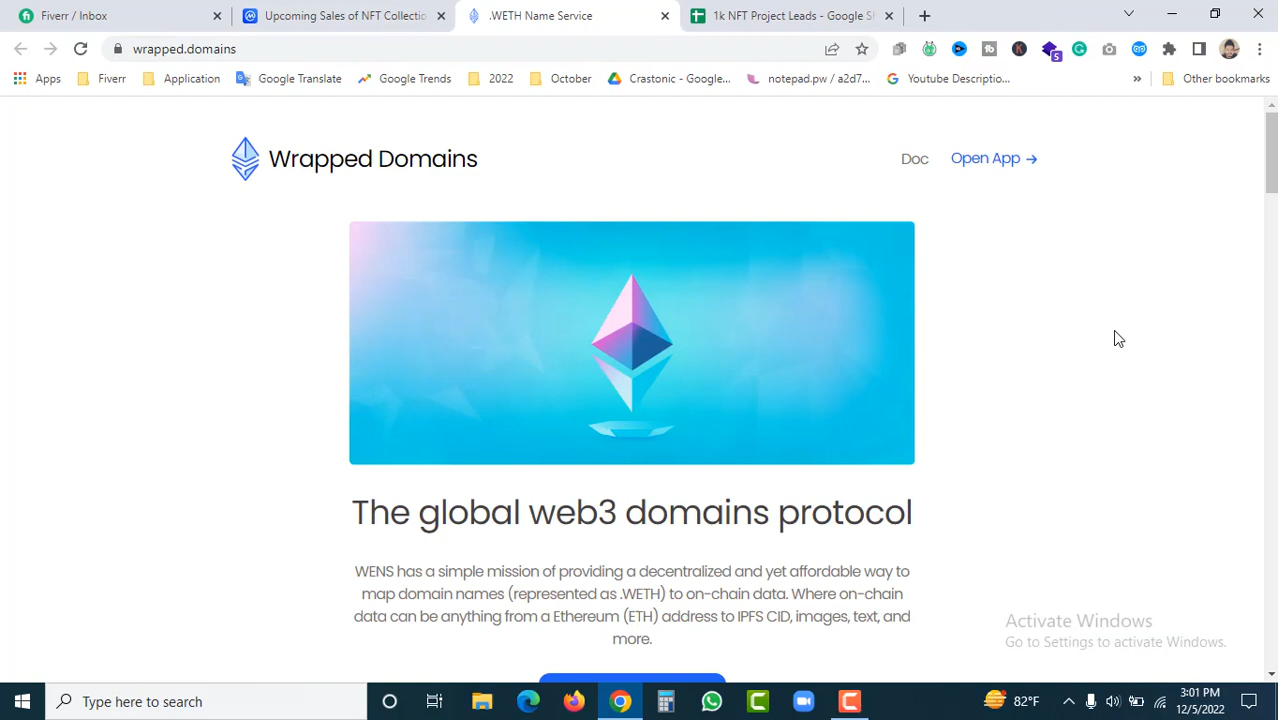 Fiverr / Inbox
Upcoming Sales of NFT Collectio
.WETH Name Service
1k NFT Project Leads - Google Sh
wrapped.domains
Apps
Fiverr
Application
Google Translate
Google Trends
2022
October
Crastonic - Google...
notepad.pw / a2d7...
Youtube Descriptio...
»
Other bookmarks
Wrapped Domains
Doc
Open App →
The global web3 domains protocol
WENS has a simple mission of providing a decentralized and yet affordable way to
map domain names (represented as .WETH) to on-chain data. Where on-chain
data can be anything from a Ethereum (ETH) address to IPFS CID, images, text, and
more.
Activate Windows
Go to Settings to activate Windows.
Type here to search
82°F
3:01 PM
12/5/2022